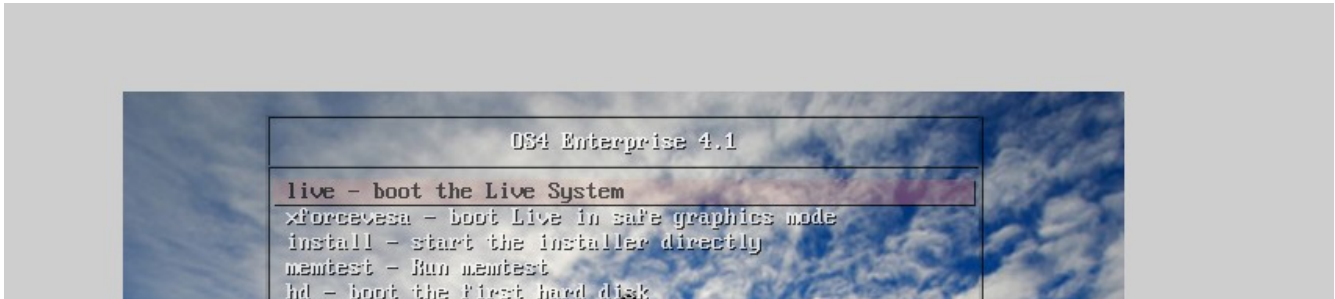 OS4 Enterprise 4.1
live - boot the Live System
xforcevesa - boot Live in safe graphics mode
install - start the installer directly
memtest - Run memtest
hd - boot the first hard disk